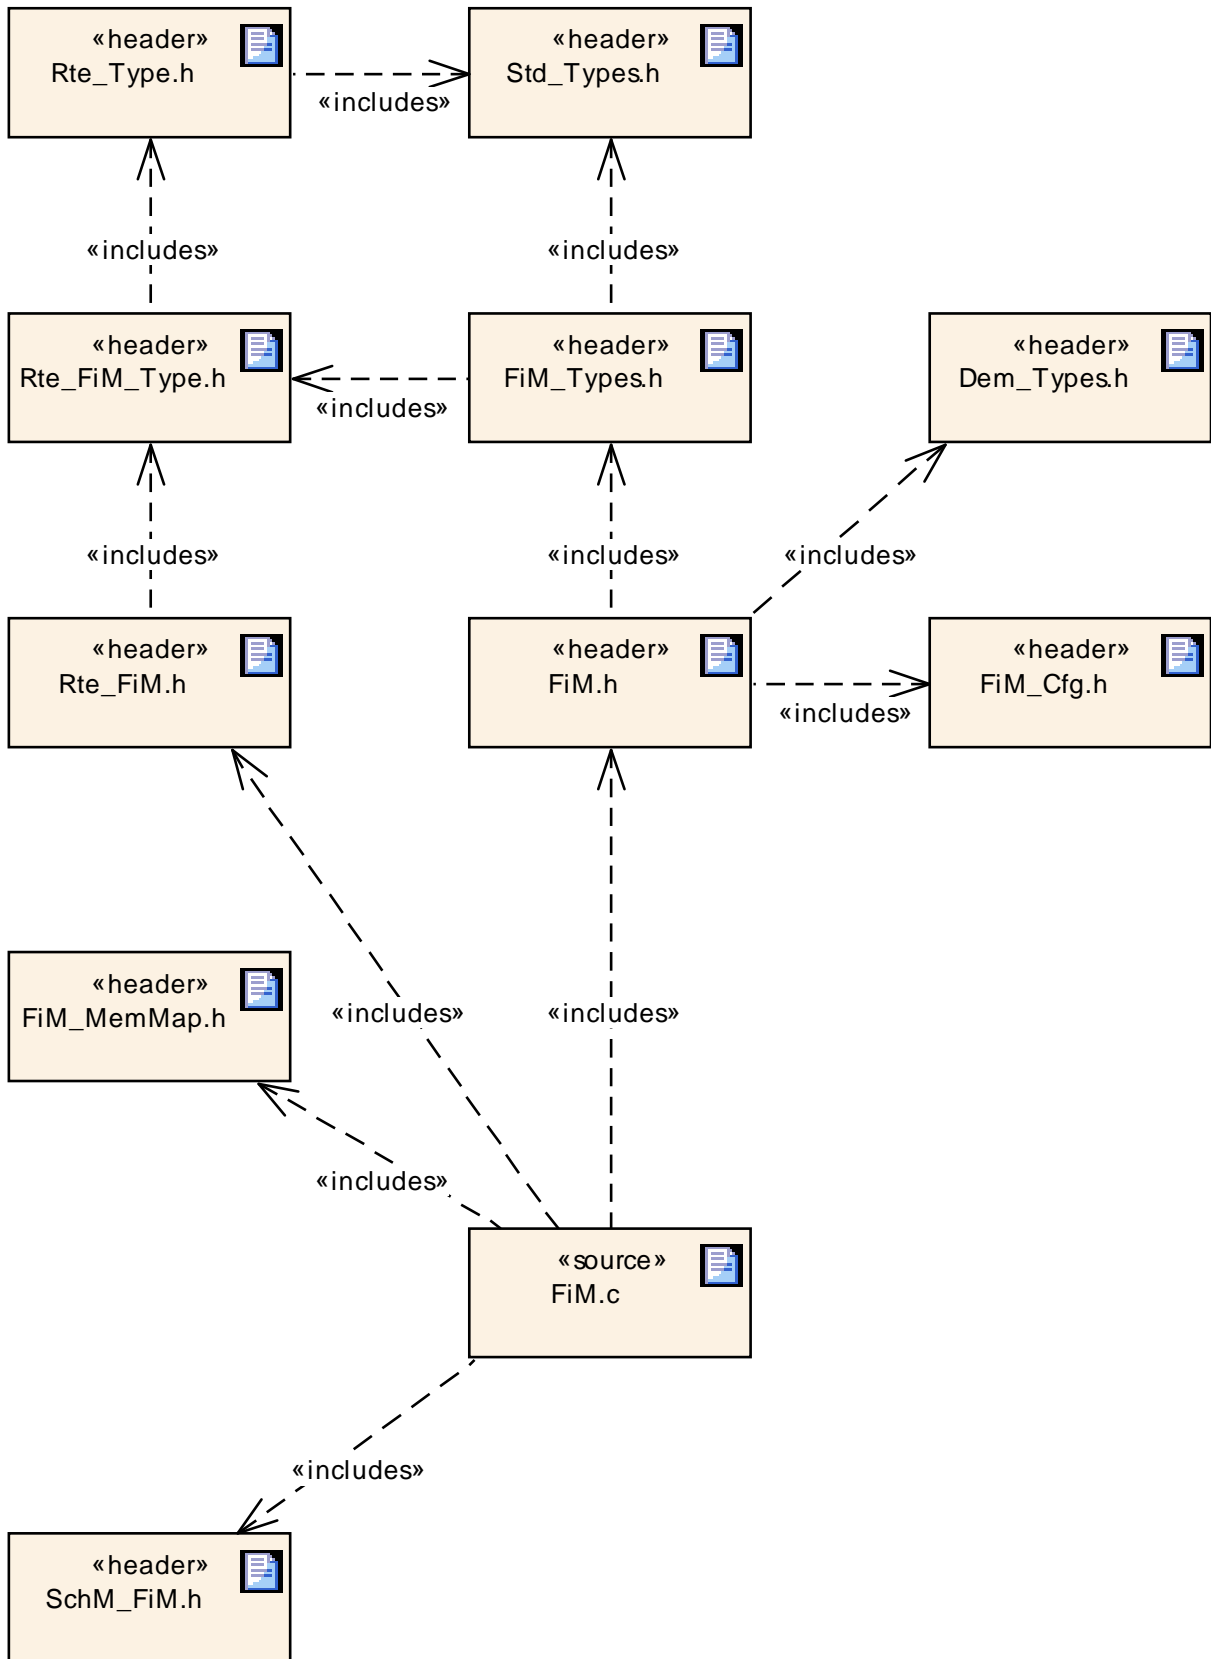 «header»
Rte_Type.h
«header»
Std_Types.h
«includes»
«includes»
«includes»
«header»
Rte_FiM_Type.h
«header»
FiM_Types.h
«header»
Dem_Types.h
«includes»
«includes»
«includes»
«includes»
«header»
Rte_FiM.h
«header»
FiM.h
«header»
FiM_Cfg.h
«includes»
«header»
FiM_MemMap.h
«includes»
«includes»
«includes»
«source»
FiM.c
«includes»
«header»
SchM_FiM.h